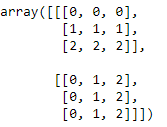 array([[[0, 0, 0],
        [1, 1, 1],
        [2, 2, 2]],
       [[0, 1, 2],
        [0, 1, 2],
        [0, 1, 2]]])